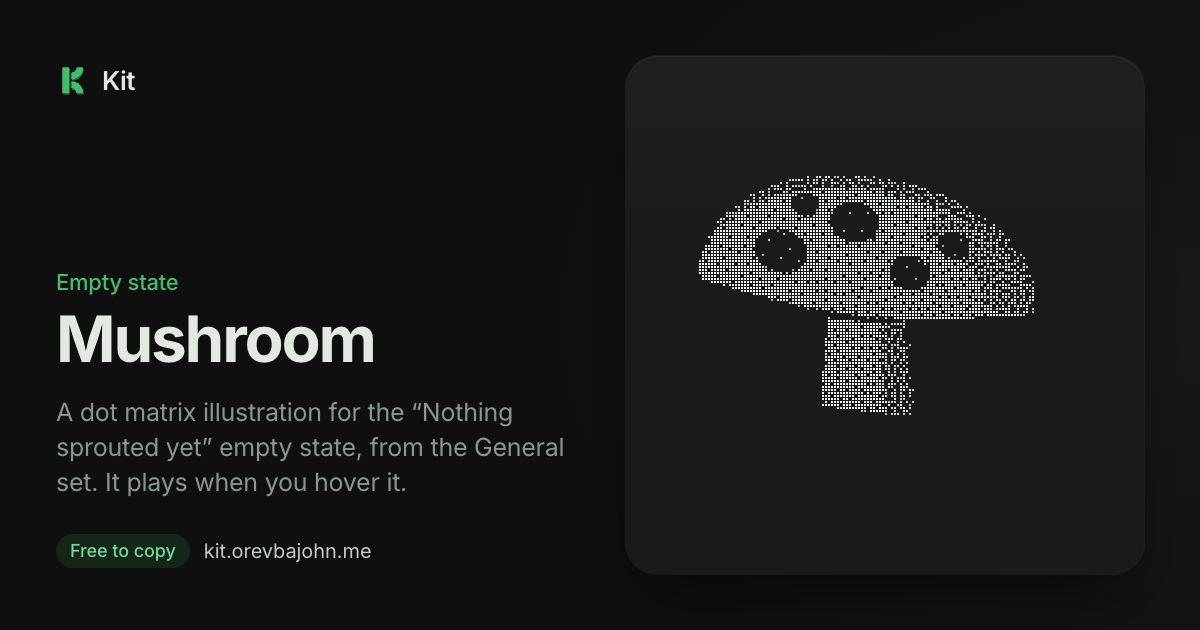 Kit
Empty state
Mushroom
A dot matrix illustration for the “Nothing
sprouted yet” empty state, from the General
set. It plays when you hover it.
Free to copy
kit.orevbajohn.me